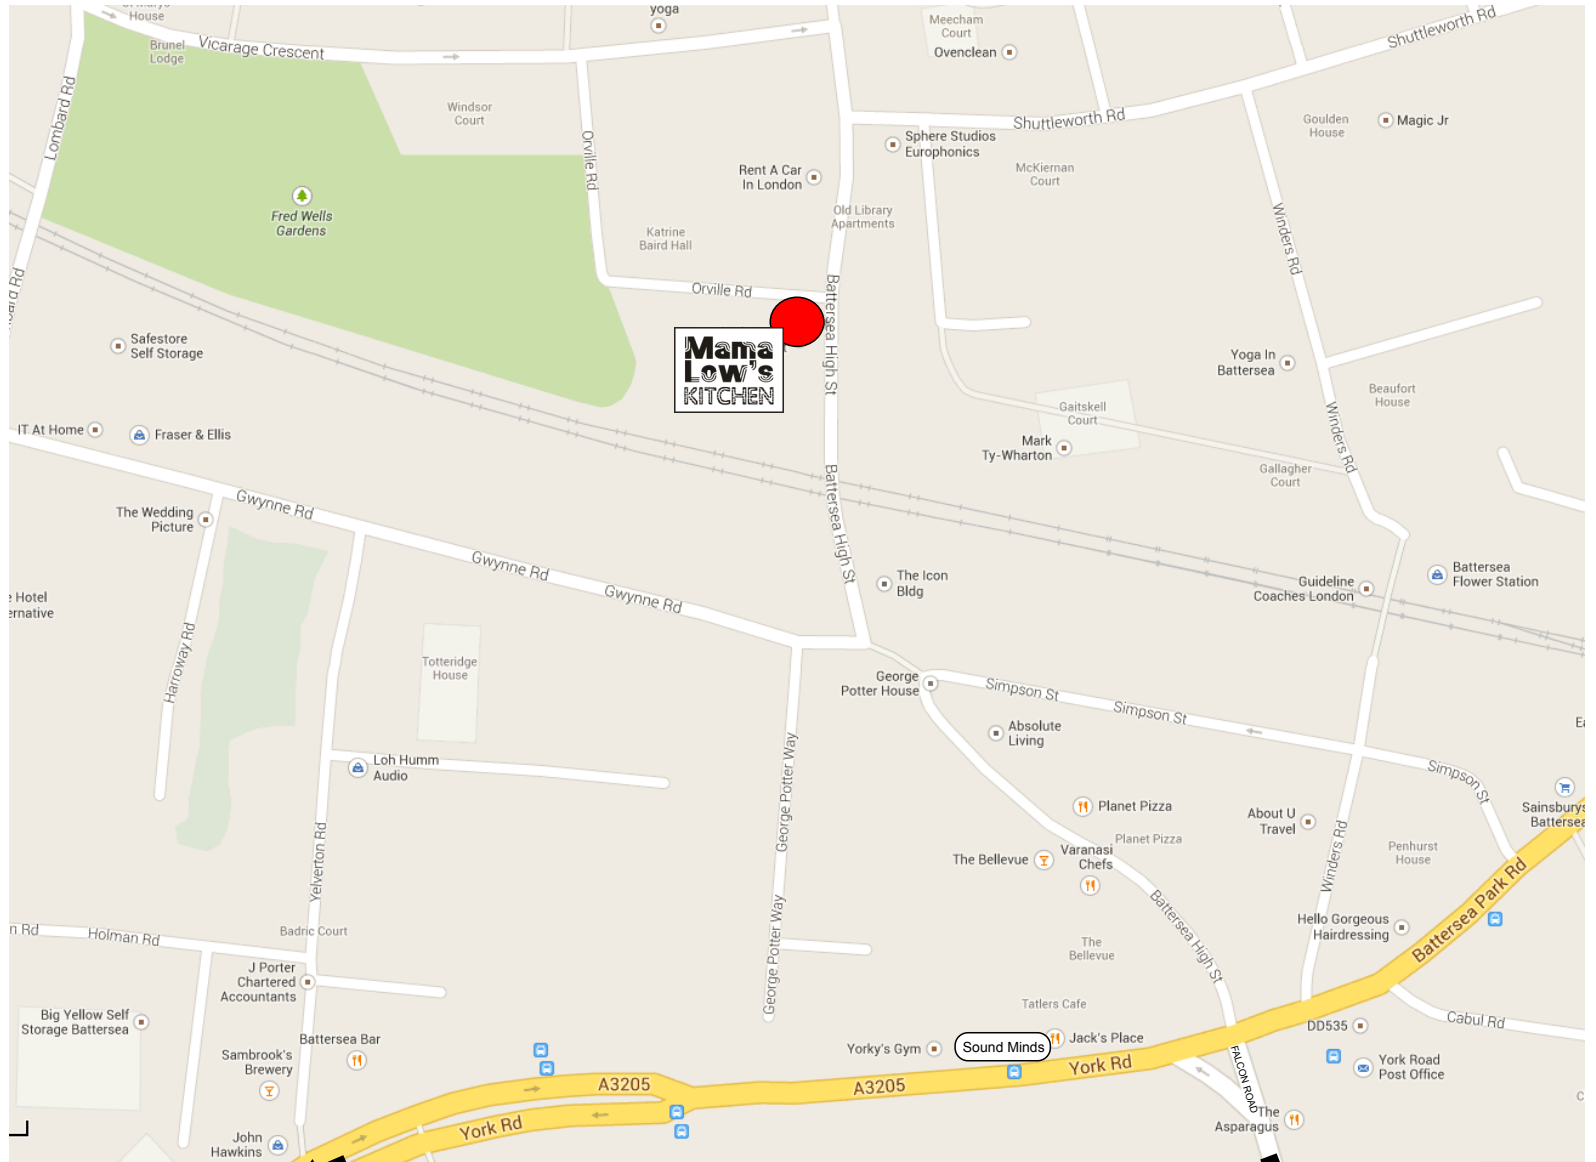 St Mary's
House
Brunel
Lodge
Vicarage Crescent
yoga
Meecham
Court
Ovenclean
Shuttleworth Rd
Lombard Rd
Windsor
Court
Orville Rd
Shuttleworth Rd
Goulden
House
Magic Jr
Sphere Studios
Europhonics
Rent A Car
In London
McKiernan
Court
Fred Wells
Gardens
Old Library
Apartments
Katrine
Baird Hall
Winders Rd
bard Rd
Orville Rd
Battersea High St
Safestore
Self Storage
Mama
Low's
KITCHEN
Yoga In
Battersea
Beaufort
House
Gaitskell
Court
IT At Home
Fraser & Ellis
Mark
Ty-Wharton
Winders Rd
Gallagher
Court
Gwynne Rd
The Wedding
Picture
Battersea High St
Gwynne Rd
The Icon
Bldg
Guideline
Coaches London
Battersea
Flower Station
e Hotel
ernative
Gwynne Rd
Harroway Rd
Totteridge
House
George
Potter House
Simpson St
Simpson St
Absolute
Living
Ea
Loh Humm
Audio
George Potter Way
Simpson St
Planet Pizza
Planet Pizza
About U
Travel
Sainsburys
Battersea
Yelverton Rd
The Bellevue
Varanasi
Chefs
Winders Rd
Penhurst
House
Battersea Park Rd
n Rd
Holman Rd
Badric Court
George Potter Way
Battersea High St
Hello Gorgeous
Hairdressing
The
Bellevue
J Porter
Chartered
Accountants
Tatlers Cafe
Big Yellow Self
Storage Battersea
Battersea Bar
Sambrook's
Brewery
Yorky's Gym
Sound Minds
Jack's Place
DD535
Cabul Rd
York Rd
York Road
Post Office
A3205
A3205
FALCON ROAD
The
Asparagus
C
York Rd
John
Hawkins